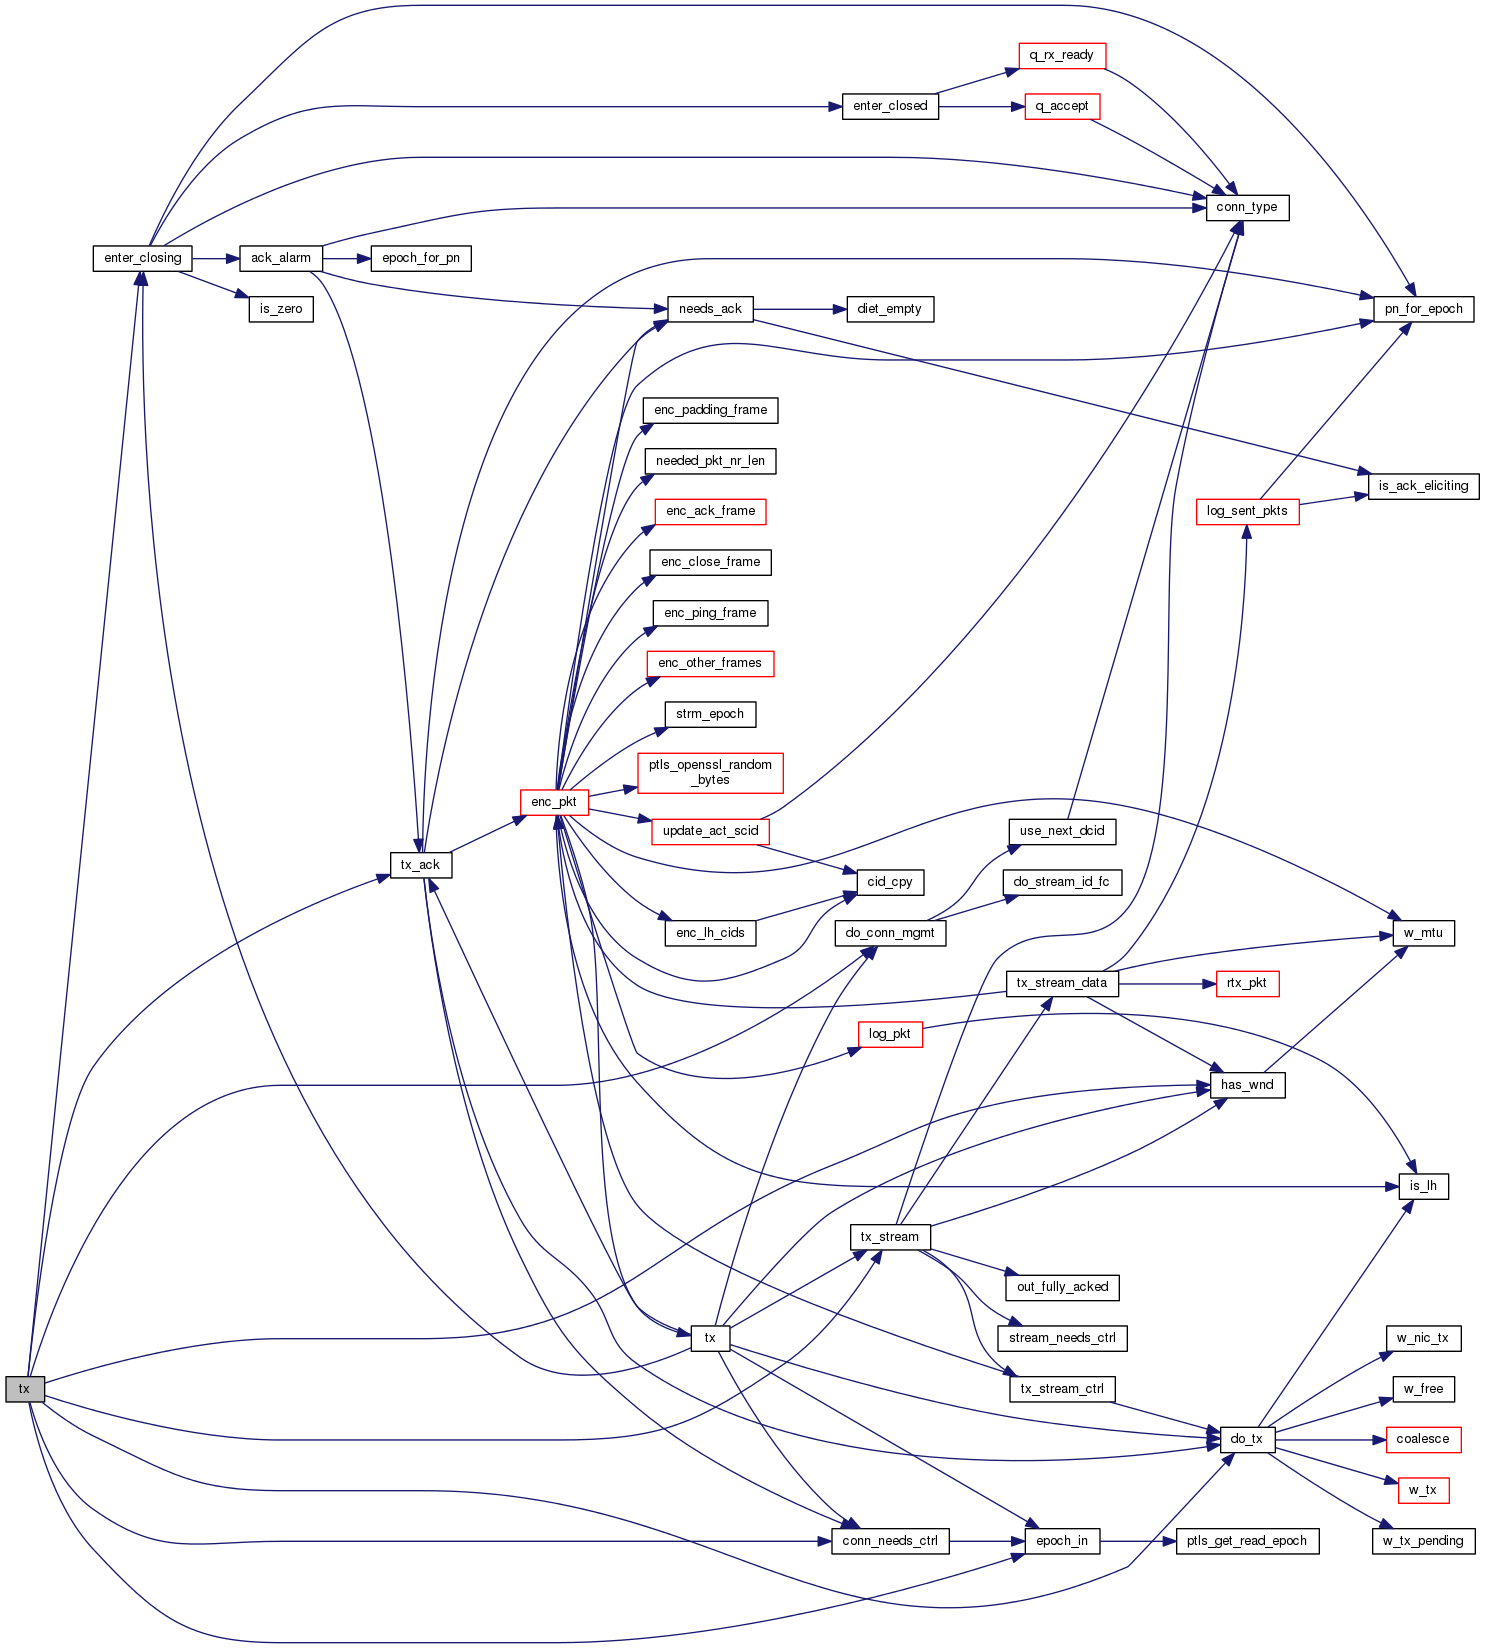 q_rx_ready
enter_closed
q_accept
conn_type
enter_closing
ack_alarm
epoch_for_pn
is_zero
needs_ack
diet_empty
pn_for_epoch
enc_padding_frame
needed_pkt_nr_len
is_ack_eliciting
enc_ack_frame
log_sent_pkts
enc_close_frame
enc_ping_frame
enc_other_frames
strm_epoch
ptls_openssl_random
_bytes
enc_pkt
update_act_scid
use_next_dcid
tx_ack
cid_cpy
do_stream_id_fc
enc_lh_cids
do_conn_mgmt
w_mtu
tx_stream_data
rtx_pkt
log_pkt
has_wnd
is_lh
tx_stream
out_fully_acked
tx
stream_needs_ctrl
w_nic_tx
tx
tx_stream_ctrl
w_free
do_tx
coalesce
w_tx
conn_needs_ctrl
epoch_in
ptls_get_read_epoch
w_tx_pending